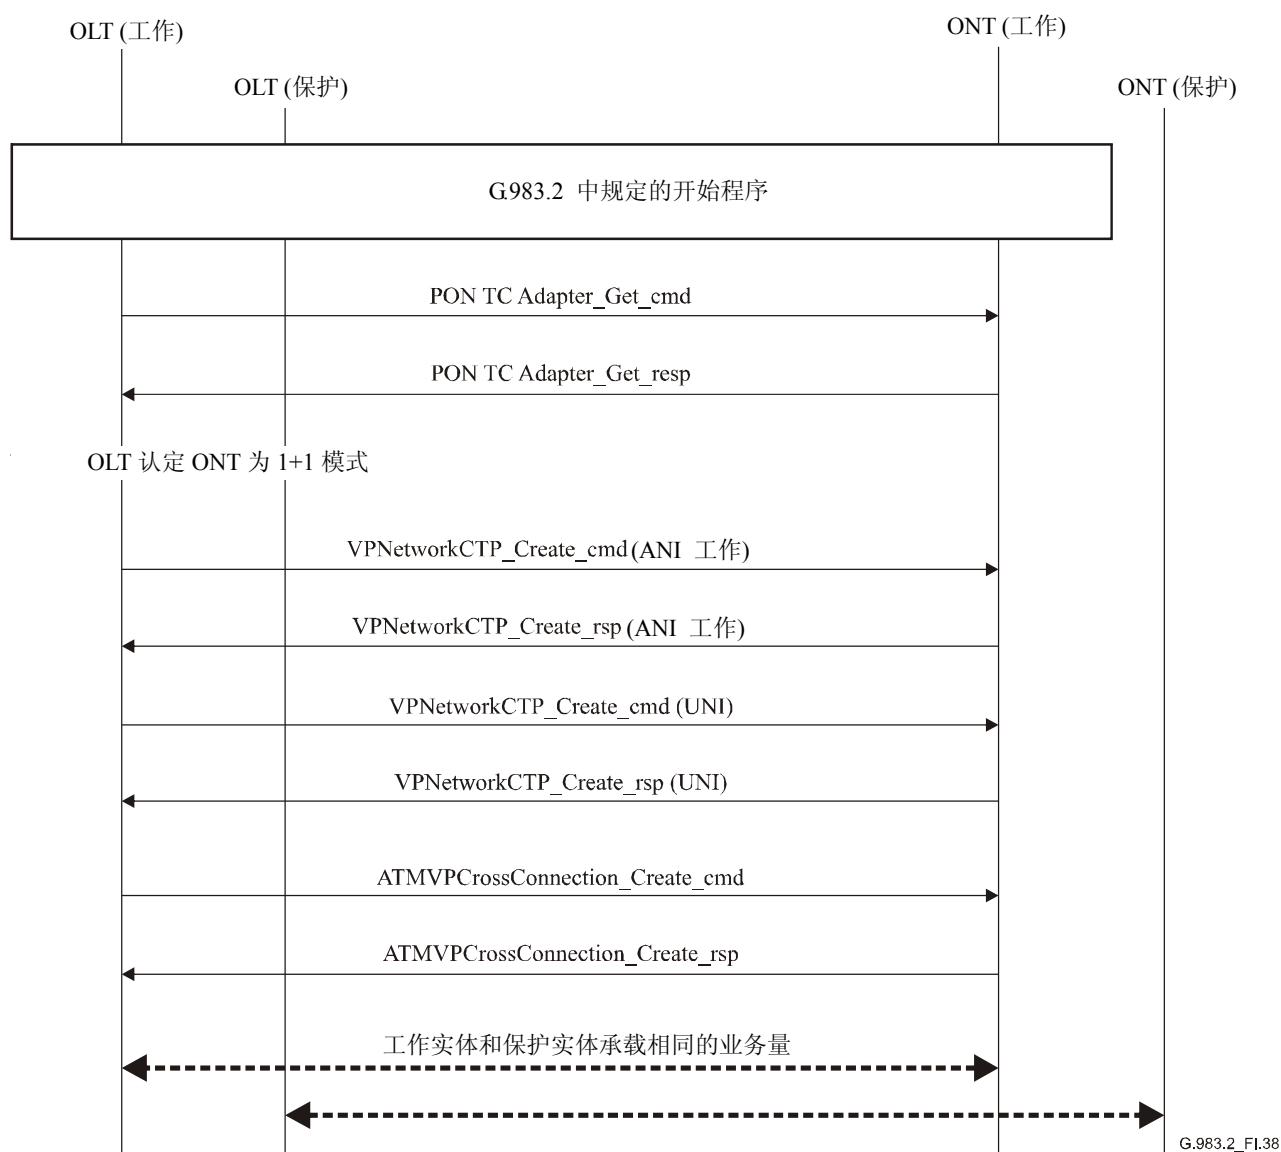 OLT (工作)
ONT (工作)
OLT (保护)
ONT (保护)
G.983.2 中规定的开始程序
PON TC Adapter_Get_cmd
PON TC Adapter_Get_resp
OLT 认定 ONT 为 1+1 模式
VPNetworkCTP_Create_cmd (ANI 工作)
VPNetworkCTP_Create_rsp (ANI 工作)
VPNetworkCTP_Create_cmd (UNI)
VPNetworkCTP_Create_rsp (UNI)
ATMVPCrossConnection_Create_cmd
ATMVPCrossConnection_Create_rsp
工作实体和保护实体承载相同的业务量
G.983.2_FI.38